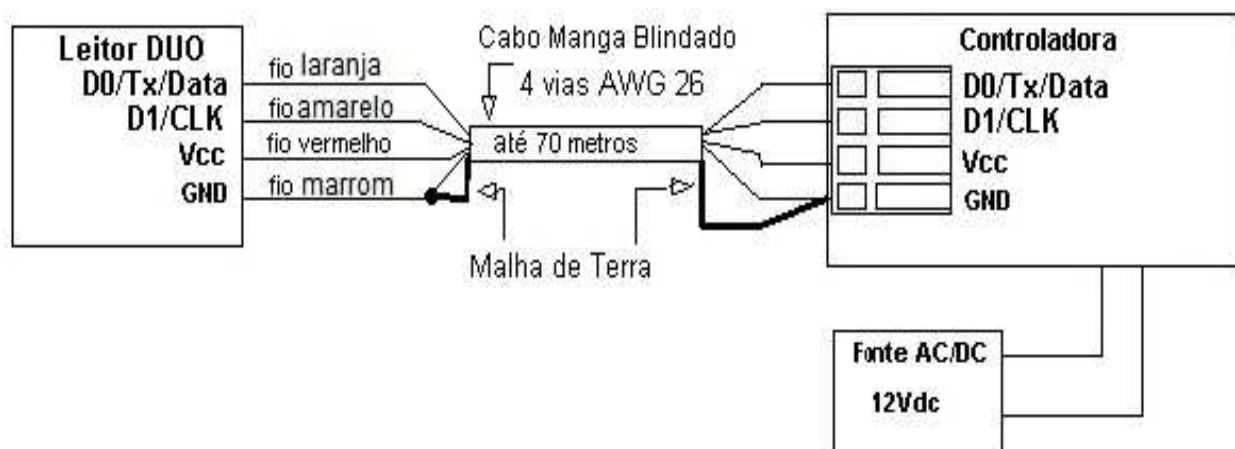 Leitor DUO
D0/Tx/Data
D1/CLK
Vcc
GND
fio laranja
fio amarelo
fio vermelho
fio marrom
Cabo Manga Blindado
4 vias AWG 26
até 70 metros
Malha de Terra
Controladora
D0/Tx/Data
D1/CLK
Vcc
GND
Fonte AC/DC
12Vdc